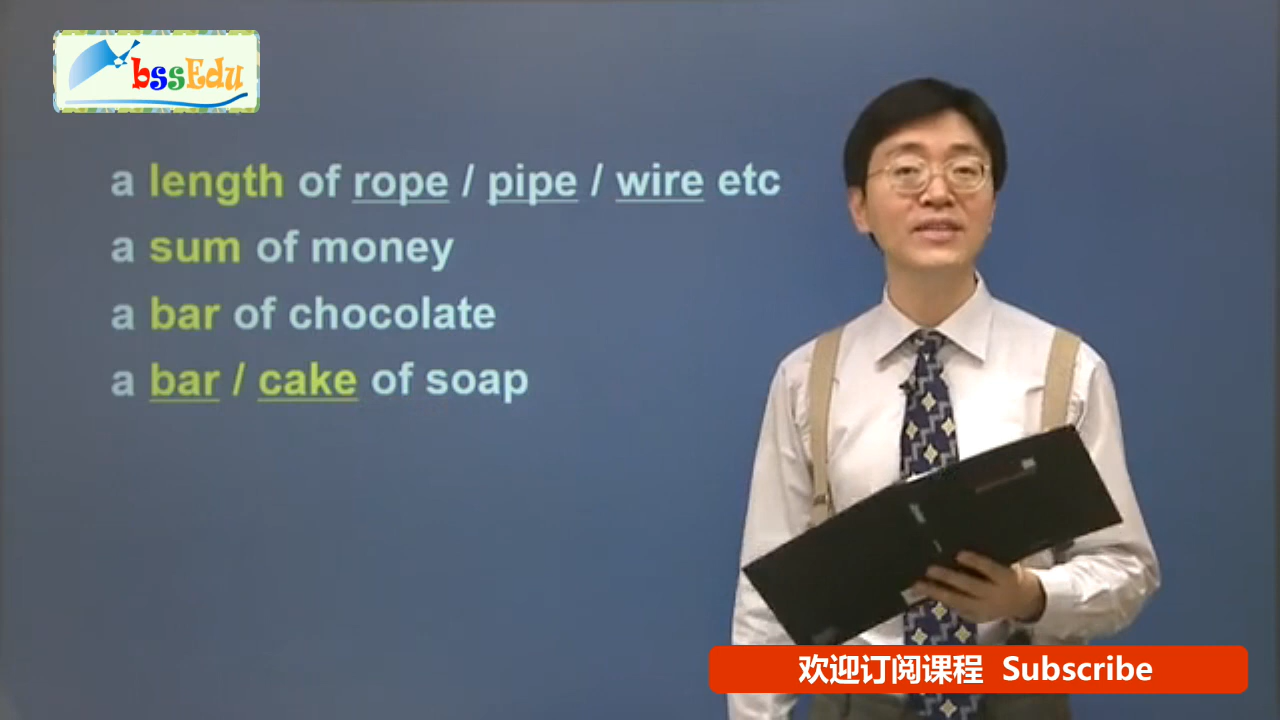 bssEdu
a length of rope / pipe / wire etc
a sum of money
a bar of chocolate
a bar / cake of soap
欢迎订阅课程 Subscribe